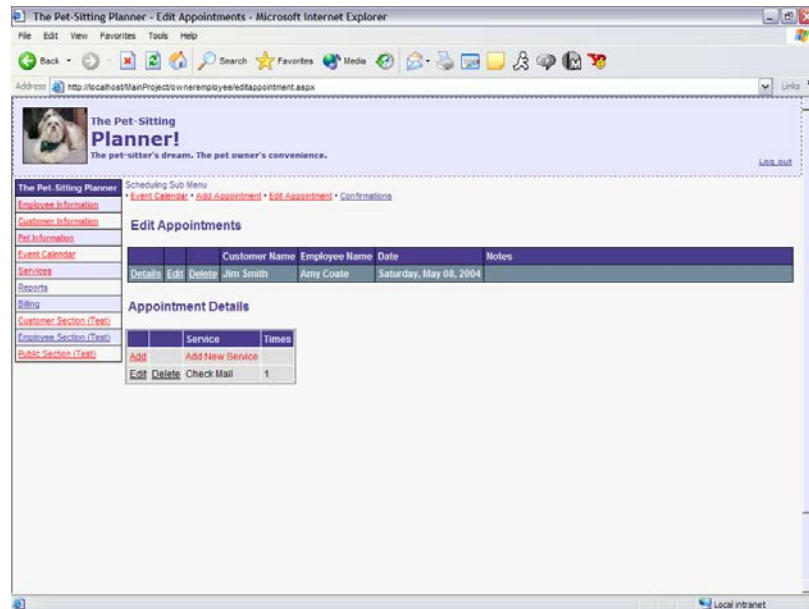 The Pet-Sitting Planner - Edit Appointments - Microsoft Internet Explorer
File Edit View Favorites Tools Help
Back Search Favorites Media
Address http://localhost/MainProject/owneremployee/editappointment.aspx Links
The Pet-Sitting
Planner!
The pet-sitter's dream. The pet owner's convenience.
Log out
The Pet-Sitting Planner
Employee Information
Customer Information
Pet Information
Event Calendar
Services
Reports
Billing
Customer Section (Test)
Employee Section (Test)
Public Section (Test)
Scheduling Sub Menu
• Event Calendar • Add Appointment • Edit Appointment • Confirmations
Edit Appointments
Customer Name Employee Name Date Notes
Details Edit Delete Jim Smith Amy Coate Saturday, May 08, 2004
Appointment Details
Service Times
Add Add New Service
Edit Delete Check Mail 1
Local intranet